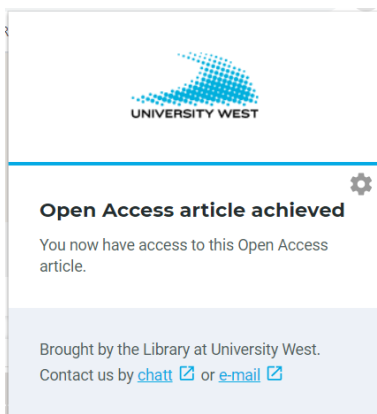 UNIVERSITY WEST
Open Access article achieved
You now have access to this Open Access
article.
Brought by the Library at University West.
Contact us by chatt or e-mail